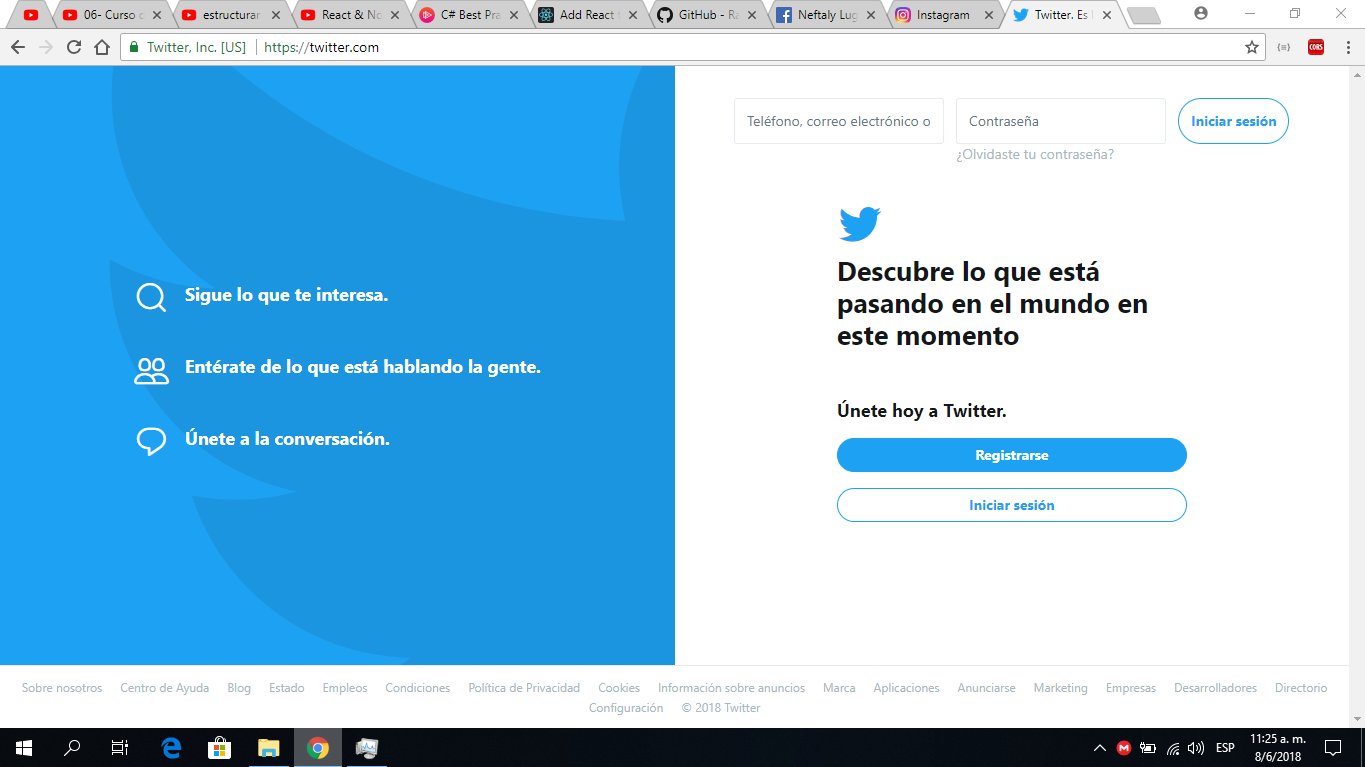 06- Curso
estructurar
React & No
C# Best Pra
Add React
GitHub - Ra
Neftaly Lug
Instagram
Twitter. Es
Twitter, Inc. [US]
https://twitter.com
CORS
Teléfono, correo electrónico o
Contraseña
Iniciar sesión
¿Olvidaste tu contraseña?
Descubre lo que está
pasando en el mundo en
este momento
Sigue lo que te interesa.
Entérate de lo que está hablando la gente.
Únete a la conversación.
Únete hoy a Twitter.
Registrarse
Iniciar sesión
Sobre nosotros Centro de Ayuda Blog Estado Empleos Condiciones Política de Privacidad Cookies Información sobre anuncios Marca Aplicaciones Anunciarse Marketing Empresas Desarrolladores Directorio
Configuración © 2018 Twitter
ESP
11:25 a. m.
8/6/2018